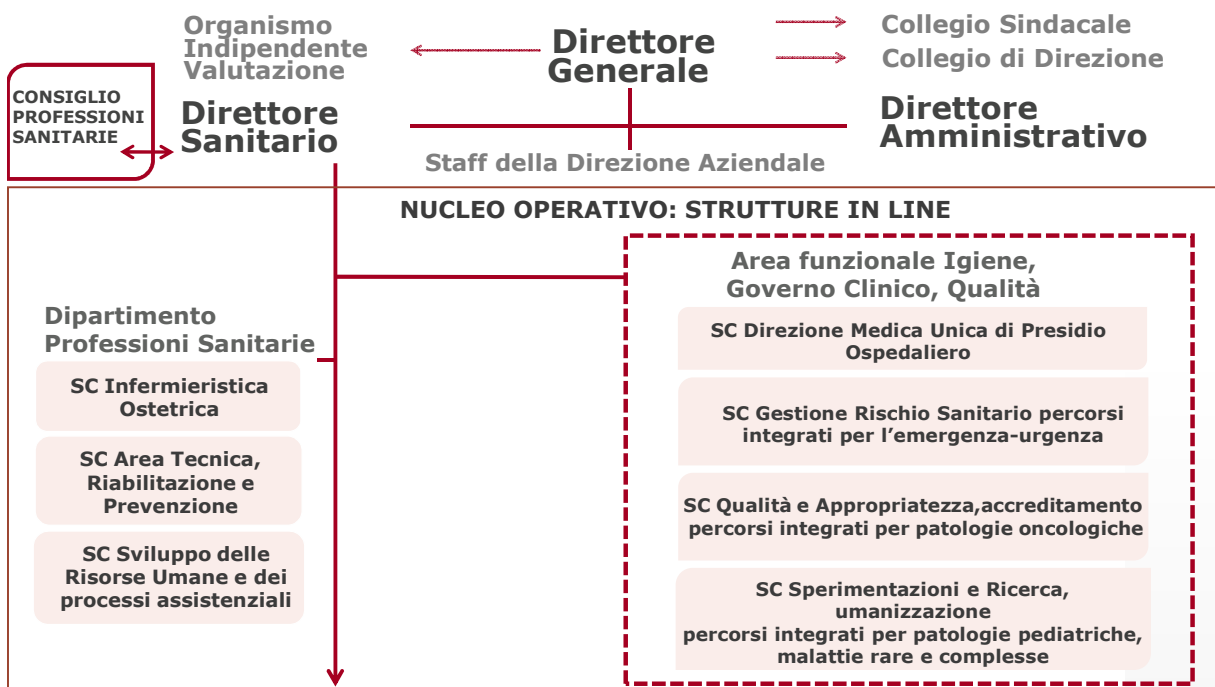 Organismo
Indipendente
Valutazione
Direttore
Generale
Collegio Sindacale
Collegio di Direzione
CONSIGLIO
PROFESSIONI
SANITARIE
Direttore
Sanitario
Direttore
Amministrativo
Staff della Direzione Aziendale
NUCLEO OPERATIVO: STRUTTURE IN LINE
Dipartimento
Professioni Sanitarie
SC Infermieristica
Ostetrica
SC Area Tecnica,
Riabilitazione e
Prevenzione
SC Sviluppo delle
Risorse Umane e dei
processi assistenziali
Area funzionale Igiene,
Governo Clinico, Qualità
SC Direzione Medica Unica di Presidio
Ospedaliero
SC Gestione Rischio Sanitario percorsi
integrati per l'emergenza-urgenza
SC Qualità e Appropriatezza,accreditamento
percorsi integrati per patologie oncologiche
SC Sperimentazioni e Ricerca,
umanizzazione
percorsi integrati per patologie pediatriche,
malattie rare e complesse